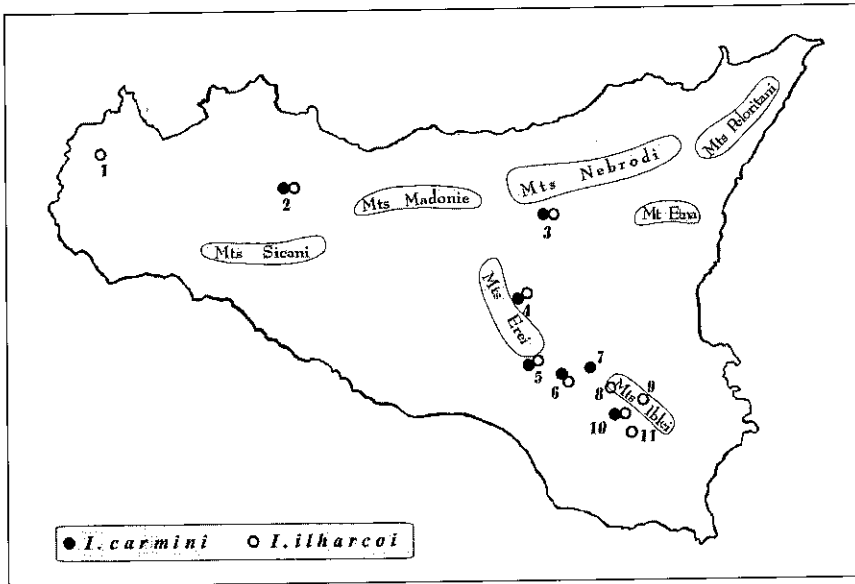 Mts Peloritani
Mts Nebrodi
1
2
Mts Madonie
Mt Etna
3
Mts Sicani
Mts Erei
4
7
5
6
8
9
Mts Iblei
10
11
I. carmini
I. ilharcoi